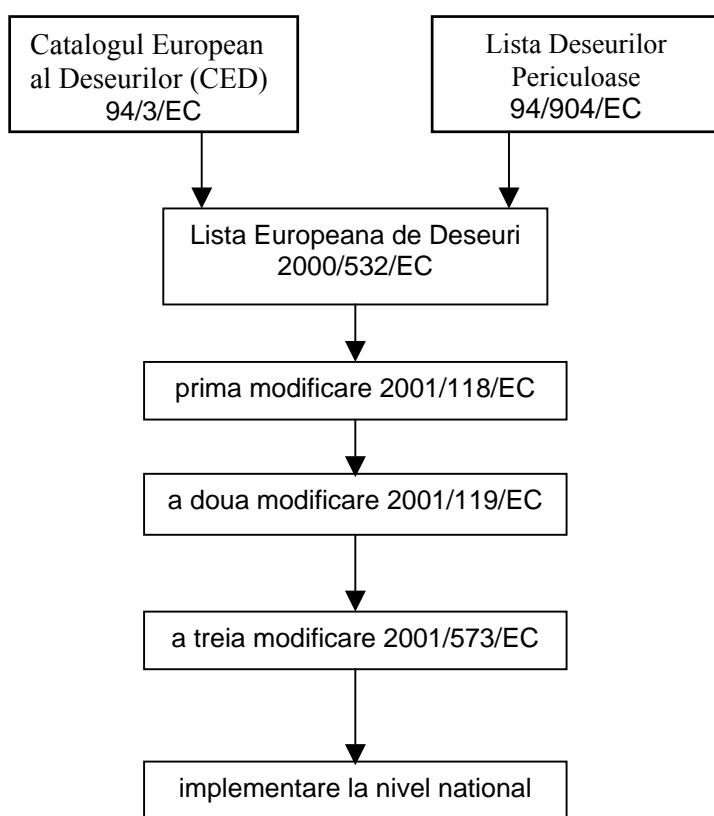 Catalogul European
al Deseurilor (CED)
94/3/EC
Lista Deseurilor
Periculoase
94/904/EC
Lista Europeana de Deseuri
2000/532/EC
prima modificare 2001/118/EC
a doua modificare 2001/119/EC
a treia modificare 2001/573/EC
implementare la nivel national